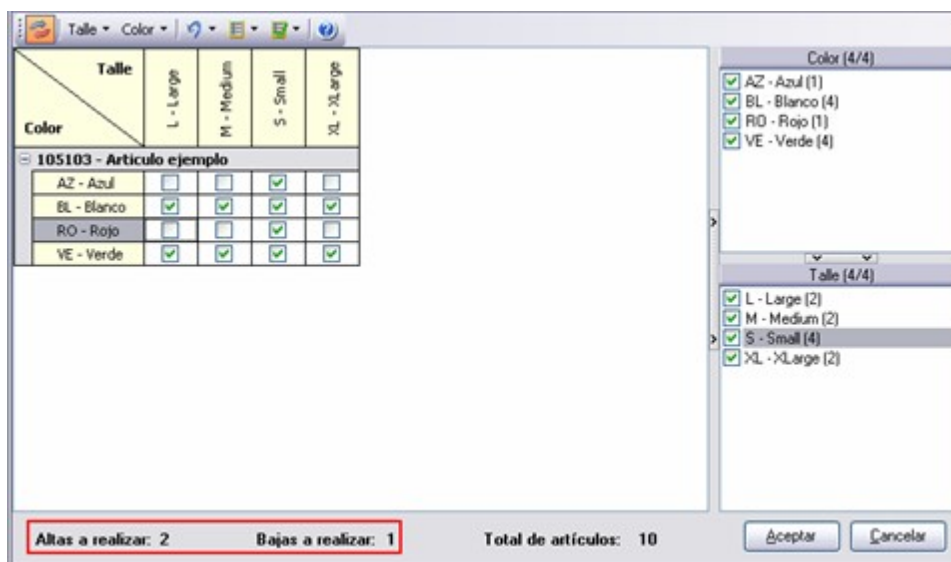 Talle Color
Talle
Color
L - Large
M - Medium
S - Small
XL - XLarge
105103 - Articulo ejemplo
AZ - Azul
BL - Blanco
RO - Rojo
VE - Verde
Color (4/4)
AZ - Azul (1)
BL - Blanco (4)
RO - Rojo (1)
VE - Verde (4)
Talle (4/4)
L - Large (2)
M - Medium (2)
S - Small (4)
XL - XLarge (2)
Altas a realizar: 2 Bajas a realizar: 1 Total de artículos: 10
Aceptar Cancelar